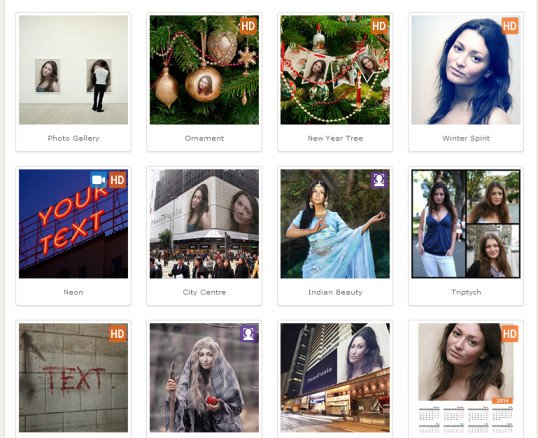 HD
HD
HD
Photo Gallery
Ornament
New Year Tree
Winter Spirit
HD
YOUR
TEXT
Neon
City Centre
Indian Beauty
Triptych
HD
HD
TEXT
PhotoFunia
2014